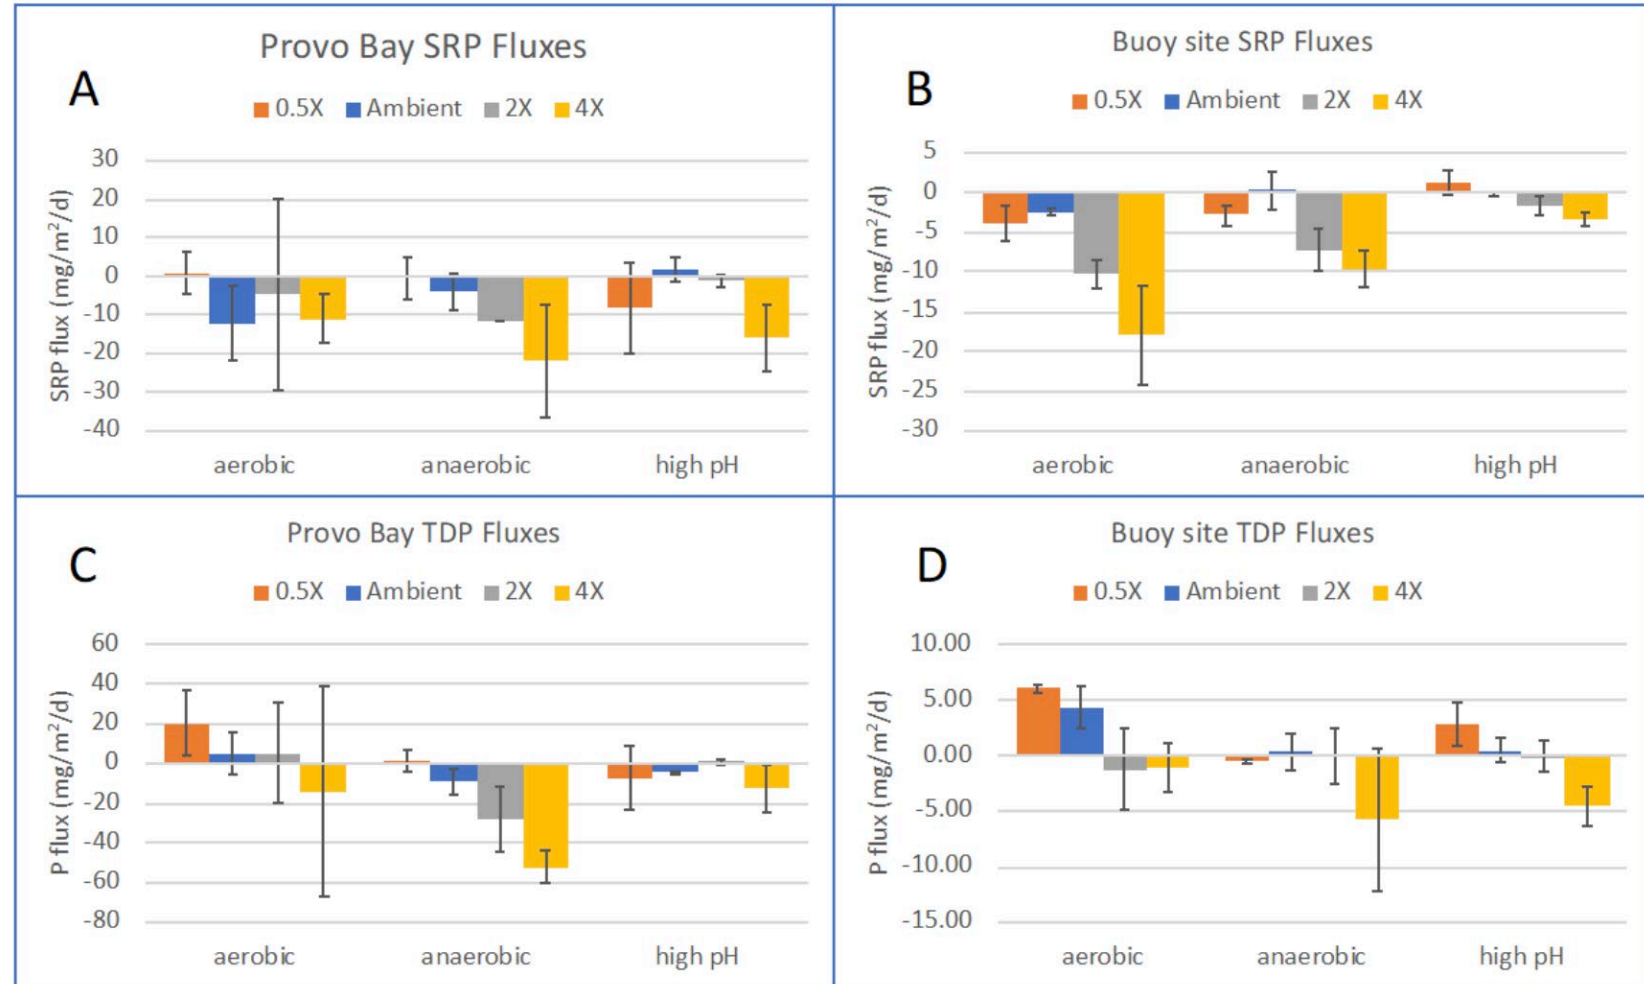 Provo Bay SRP Fluxes
A
0.5X Ambient 2X 4X
30
20
10
0
-10
-20
-30
-40
SRP flux (mg/m²/d)
aerobic anaerobic high pH
Buoy site SRP Fluxes
B
0.5X Ambient 2X 4X
5
0
-5
-10
-15
-20
-25
-30
SRP flux (mg/m²/d)
aerobic anaerobic high pH
Provo Bay TDP Fluxes
C
0.5X Ambient 2X 4X
60
40
20
0
-20
-40
-60
-80
P flux (mg/m²/d)
aerobic anaerobic high pH
Buoy site TDP Fluxes
D
0.5X Ambient 2X 4X
10.00
5.00
0.00
-5.00
-10.00
-15.00
P flux (mg/m²/d)
aerobic anaerobic high pH